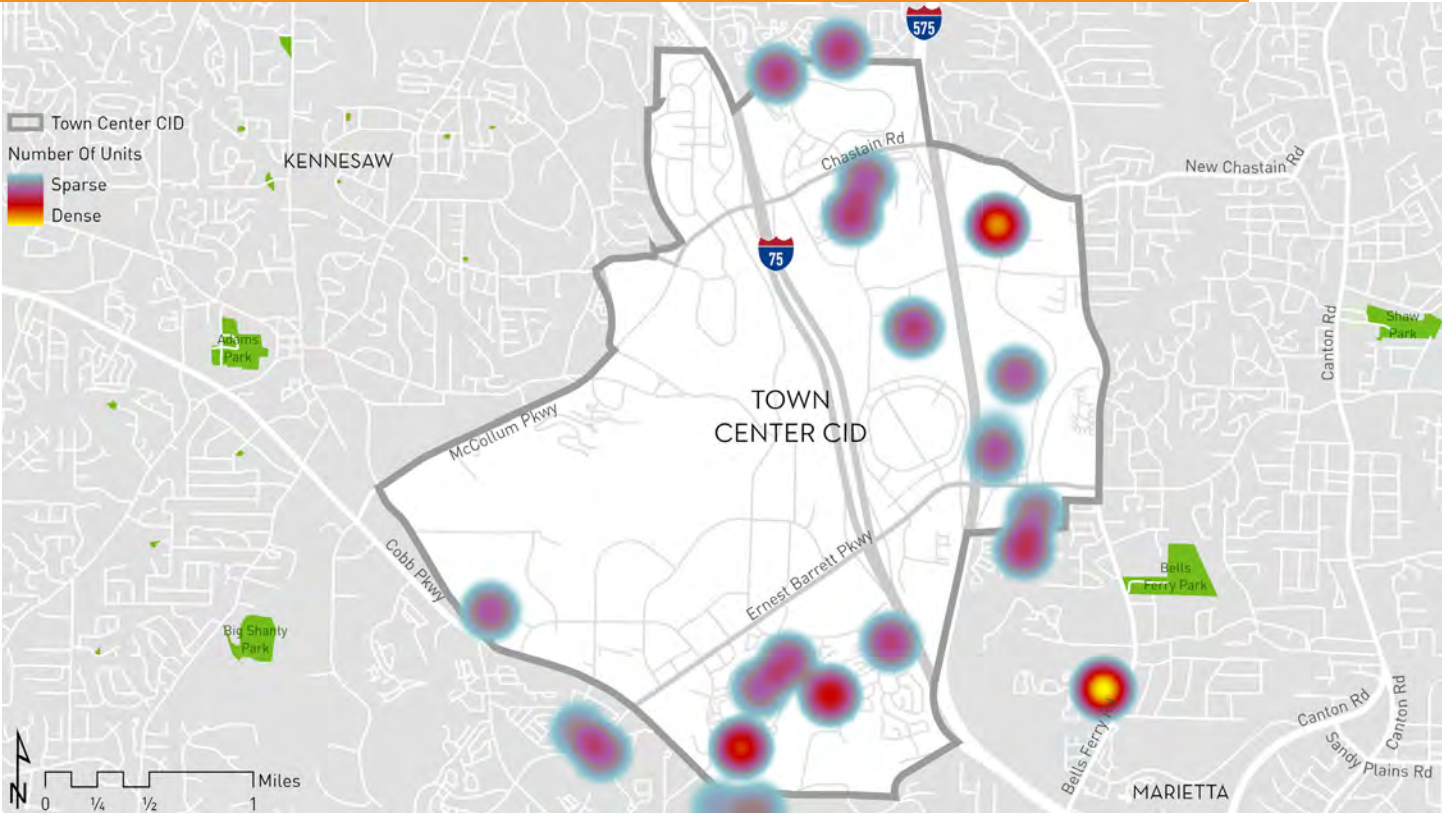 575
Town Center CID
Number Of Units
Sparse
Dense
KENNESAW
Chastain Rd
New Chastain Rd
75
Adams
Park
Canton Rd
Shaw
Park
McCollum Pkwy
TOWN
CENTER CID
Cobb Pkwy
Ernest Barrett Pkwy
Bells
Ferry Park
Big Shanty
Park
Bells Ferry
Canton Rd
Canton Rd
Sandy Plains Rd
MARIETTA
N
Miles
0 1/4 1/2 1